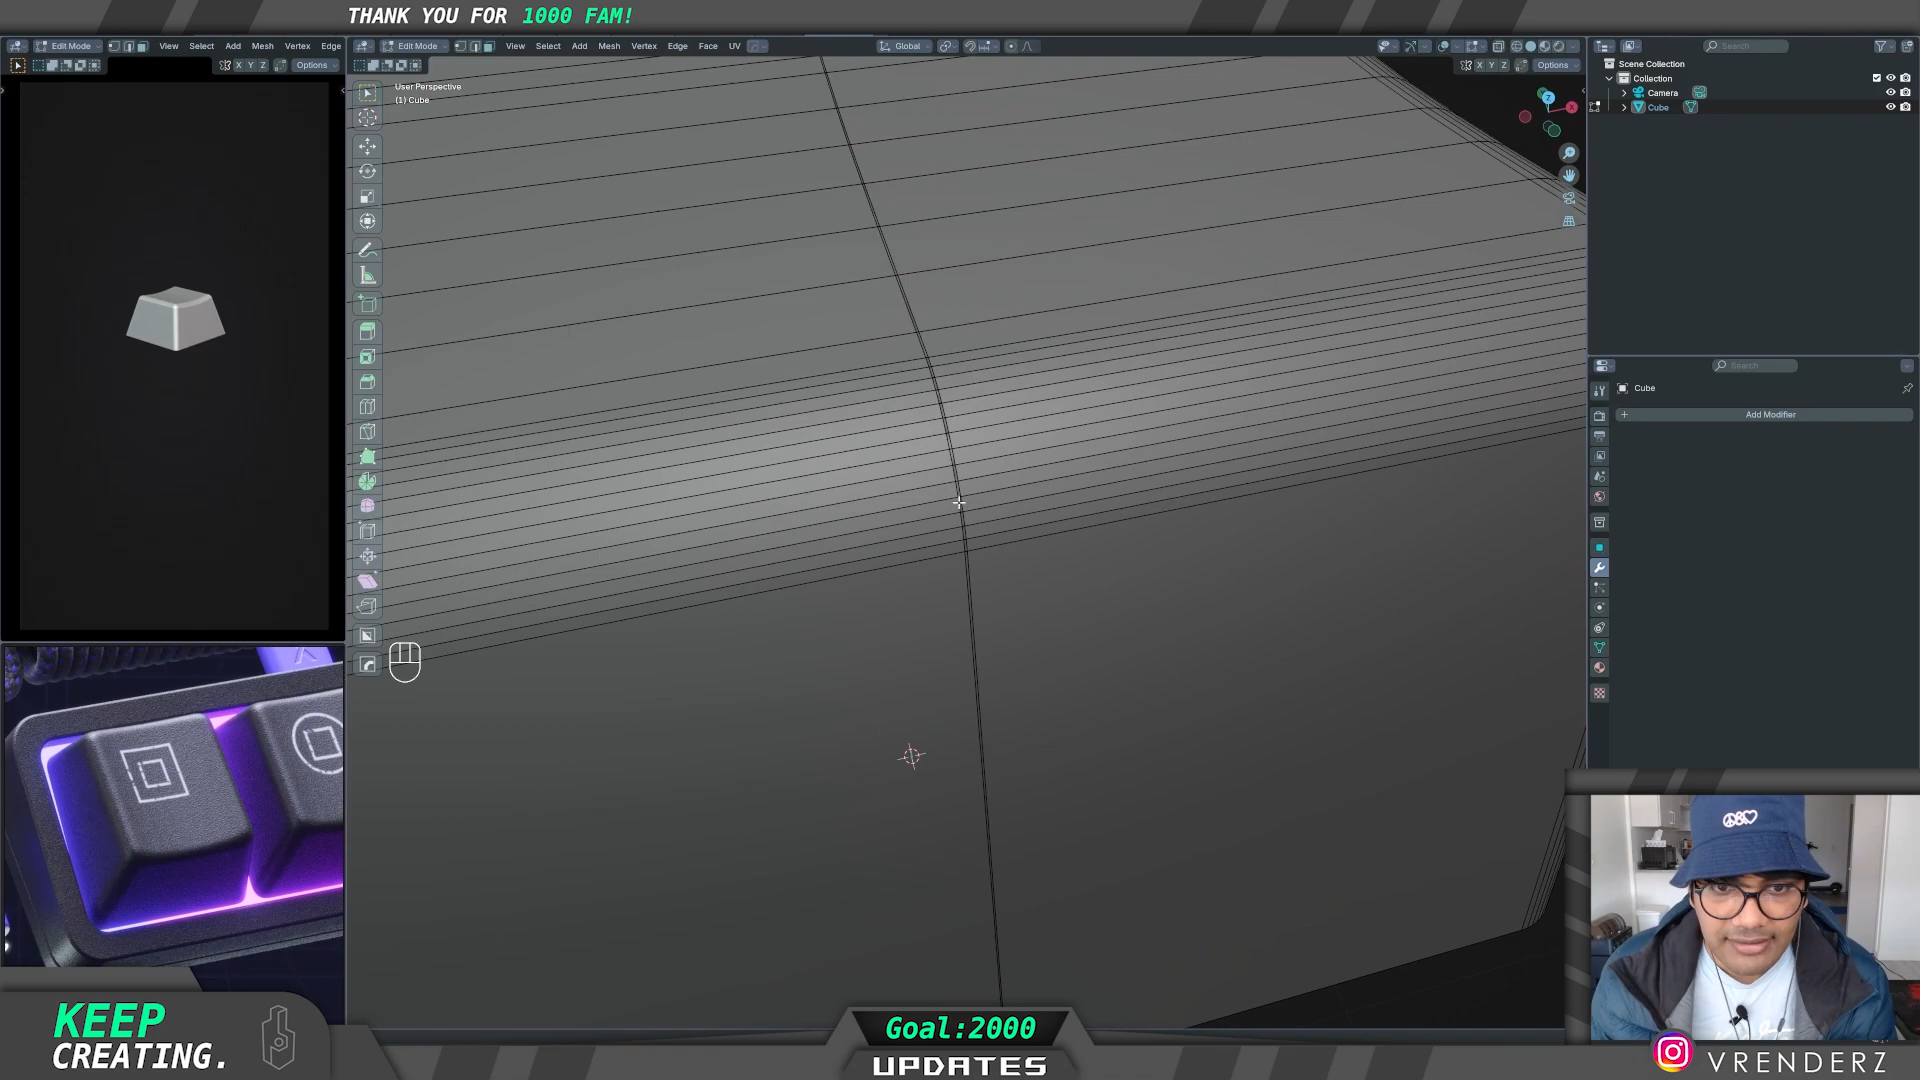 THANK YOU FOR 1000 FAM!
Edit Mode View Select Add Mesh Vertex Edge
X Y Z Options
Edit Mode View Select Add Mesh Vertex Edge Face UV
Global
X Y Z Options
User Perspective
(1) Cube
Z
X
Search
Scene Collection
Collection
Camera
Cube
Search
Cube
Add Modifier
KEEP
CREATING.
Goal:2000
UPDATES
VRENDERZ